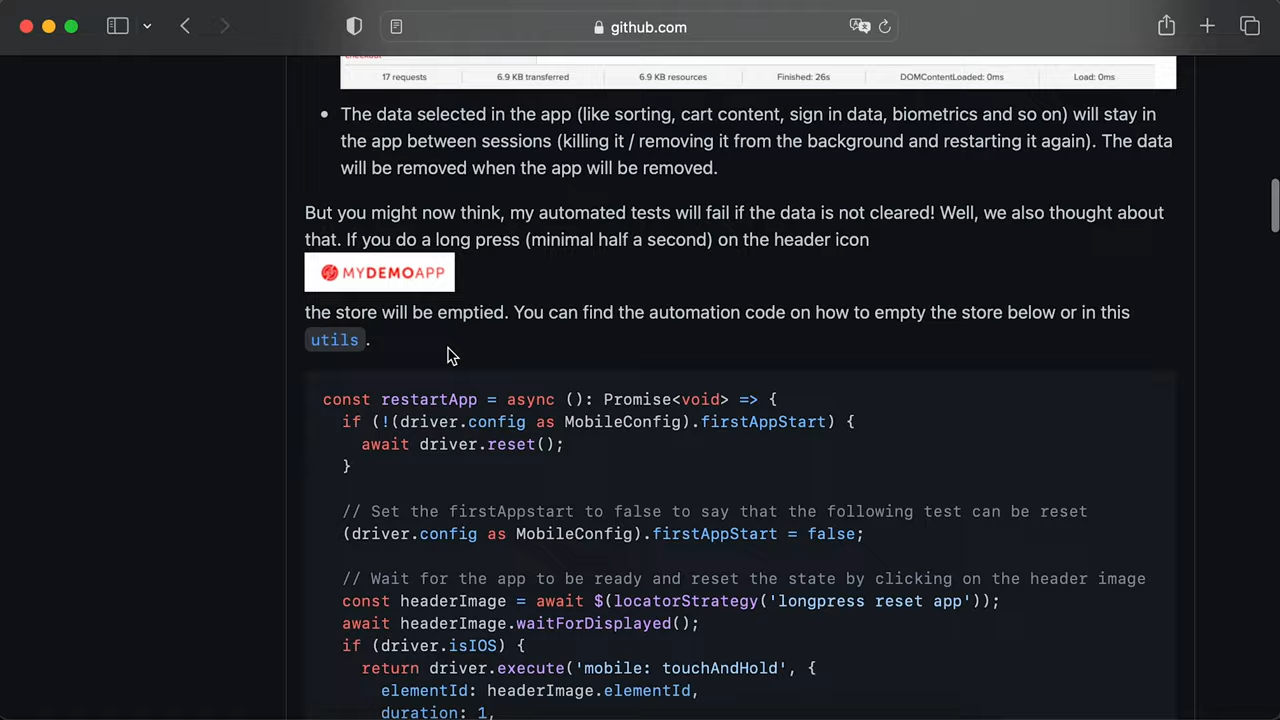 github.com
17 requests 6.9 KB transferred 6.9 KB resources Finished: 26s DOMContentLoaded: 0ms Load: 0ms
• The data selected in the app (like sorting, cart content, sign in data, biometrics and so on) will stay in
the app between sessions (killing it / removing it from the background and restarting it again). The data
will be removed when the app will be removed.
But you might now think, my automated tests will fail if the data is not cleared! Well, we also thought about
that. If you do a long press (minimal half a second) on the header icon
MYDEMOAPP
the store will be emptied. You can find the automation code on how to empty the store below or in this
utils.
const restartApp = async (): Promise<void> => {
if (!(driver.config as MobileConfig).firstAppStart) {
await driver.reset();
}
// Set the firstAppstart to false to say that the following test can be reset
(driver.config as MobileConfig).firstAppStart = false;
// Wait for the app to be ready and reset the state by clicking on the header image
const headerImage = await $(locatorStrategy('longpress reset app'));
await headerImage.waitForDisplayed();
if (driver.isIOS) {
return driver.execute('mobile: touchAndHold', {
elementId: headerImage.elementId,
duration: 1,